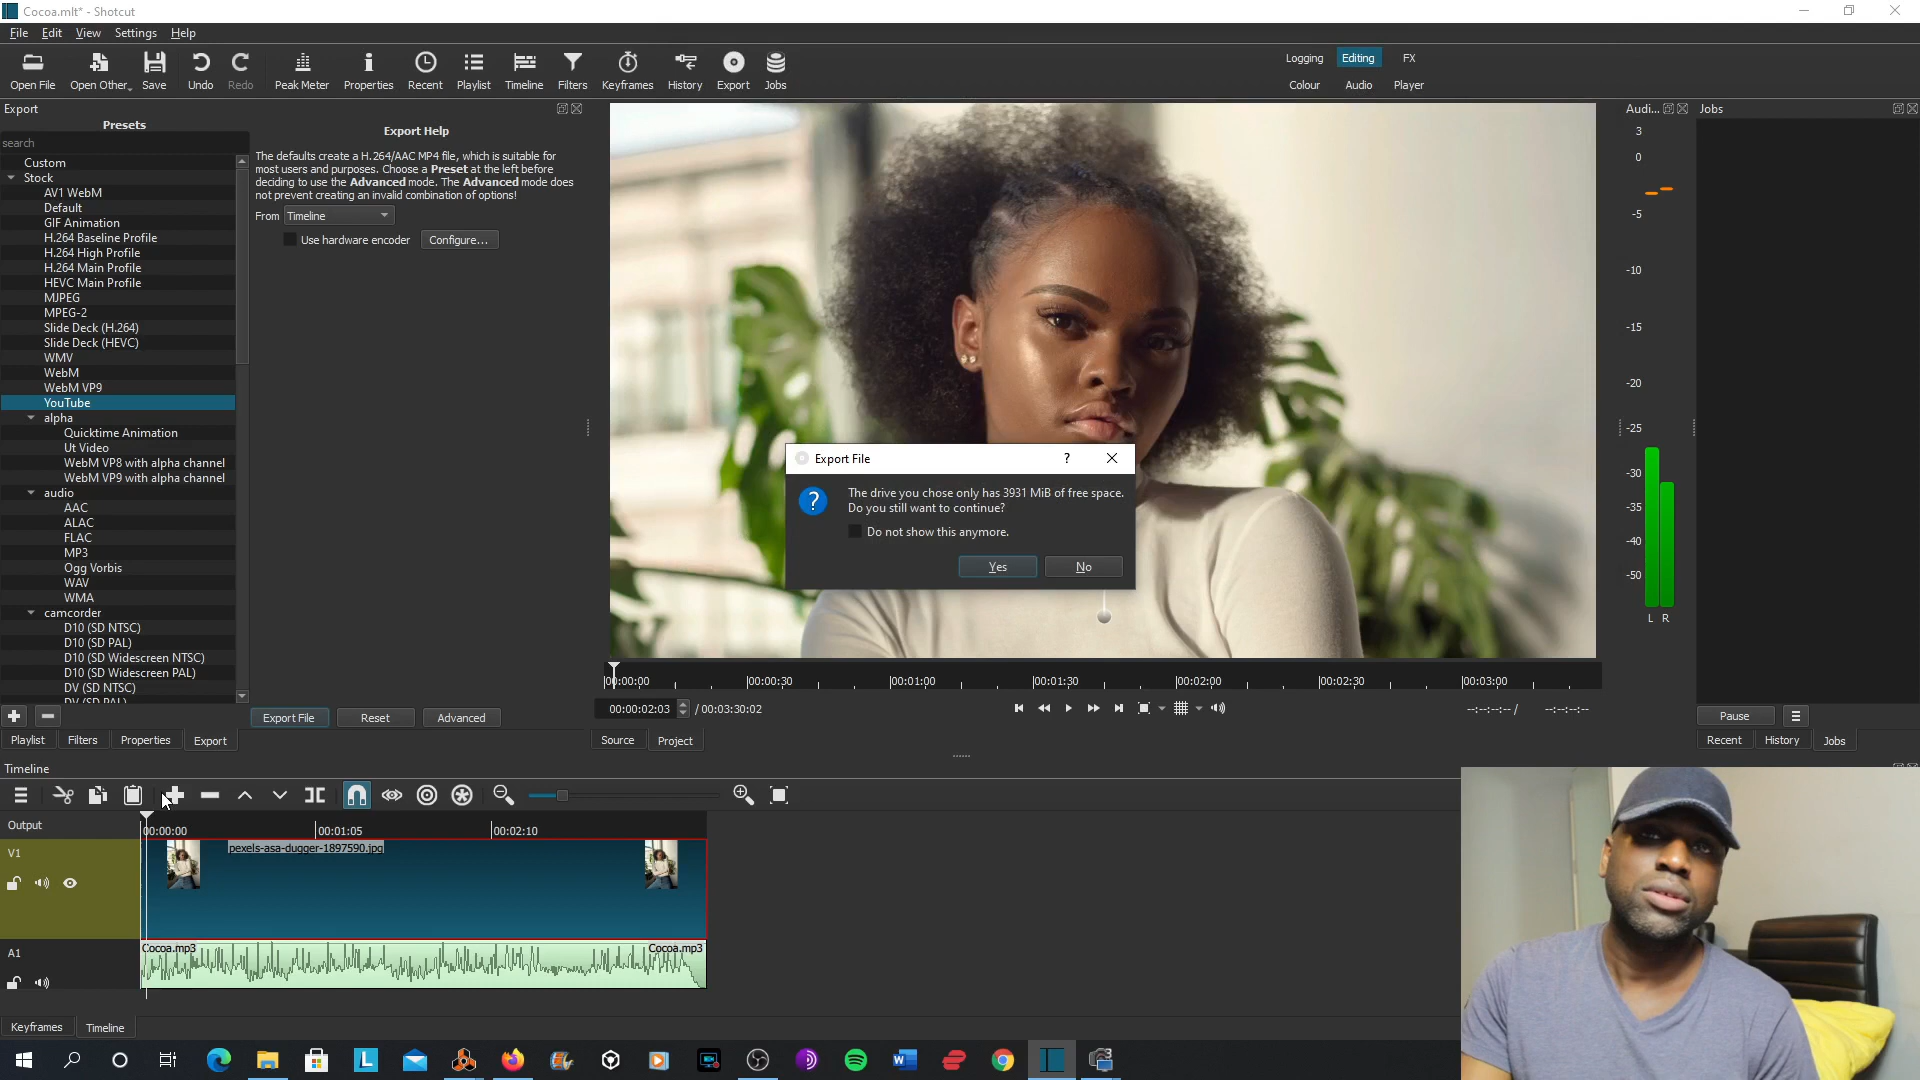 Cocoa.mlt* - Shotcut
File Edit View Settings Help
Open File Open Other... Save Undo Redo Peak Meter Properties Recent Playlist Timeline Filters Keyframes History Export Jobs
Logging Editing FX
Colour Audio Player
Export
Presets
search
Custom
Stock
AV1 WebM
Default
GIF Animation
H.264 Baseline Profile
H.264 High Profile
H.264 Main Profile
HEVC Main Profile
MJPEG
MPEG-2
Slide Deck (H.264)
Slide Deck (HEVC)
WMV
WebM
WebM VP9
YouTube
alpha
Quicktime Animation
Ut Video
WebM VP8 with alpha channel
WebM VP9 with alpha channel
audio
AAC
ALAC
FLAC
MP3
Ogg Vorbis
WAV
WMA
camcorder
D10 (SD NTSC)
D10 (SD PAL)
D10 (SD Widescreen NTSC)
D10 (SD Widescreen PAL)
DV (SD NTSC)
DV (SD PAL)
Export Help
The defaults create a H.264/AAC MP4 file, which is suitable for
most users and purposes. Choose a Preset at the left before
deciding to use the Advanced mode. The Advanced mode does
not prevent creating an invalid combination of options!
From Timeline
Use hardware encoder Configure...
Export File Reset Advanced
Playlist Filters Properties Export
Export File ? 
The drive you chose only has 3931 MiB of free space.
Do you still want to continue?
Do not show this anymore.
Yes No
00:00:00 00:00:30 00:01:00 00:01:30 00:02:00 00:02:30 00:03:00
00:00:02:03 / 00:03:30:02 --:--:--:-- / --:--:--:--
Source Project
Audi...
3
0
-5
-10
-15
-20
-25
-30
-35
-40
-50
L R
Jobs
Pause
Recent History Jobs
Timeline
Output
00:00:00 00:01:05 00:02:10
V1
pexels-asa-dugger-1897590.jpg
A1
Cocoa.mp3 Cocoa.mp3
Keyframes Timeline